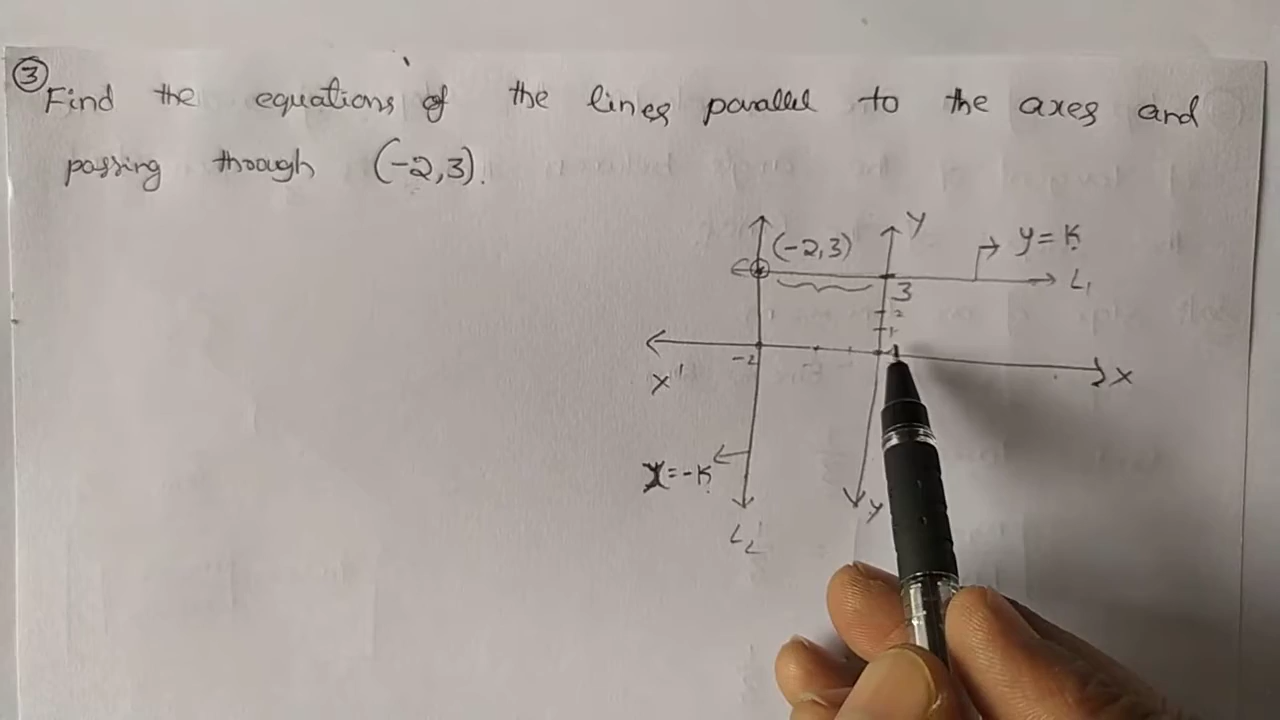 ③
Find the equations of the lines parallel to the axes and
passing through (-2,3).
Y
(-2,3)
y=K
3
L₁
2
1
-2
X'
X
x=-K
Y
L₂